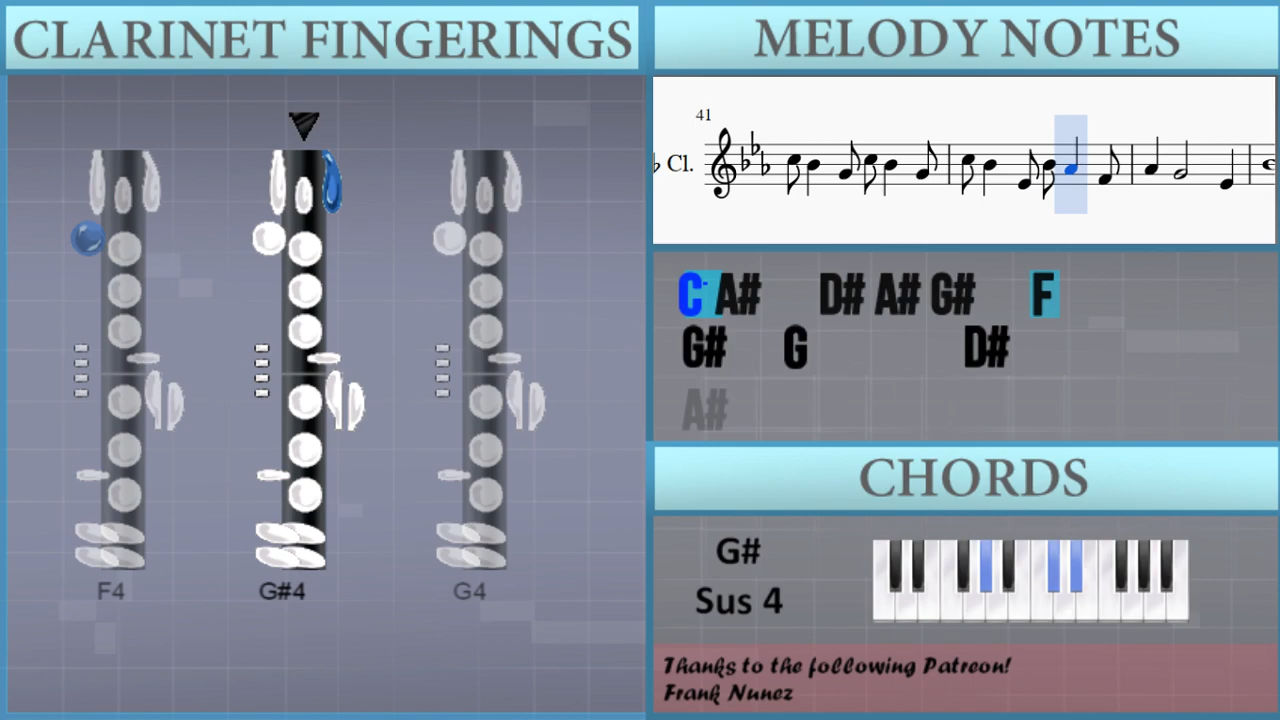 CLARINET FINGERINGS
F4
G#4
G4
MELODY NOTES
41
♭ Cl.
C A# D# A# G# F
G# G D#
A#
CHORDS
G#
Sus 4
Thanks to the following Patreon!
Frank Nunez